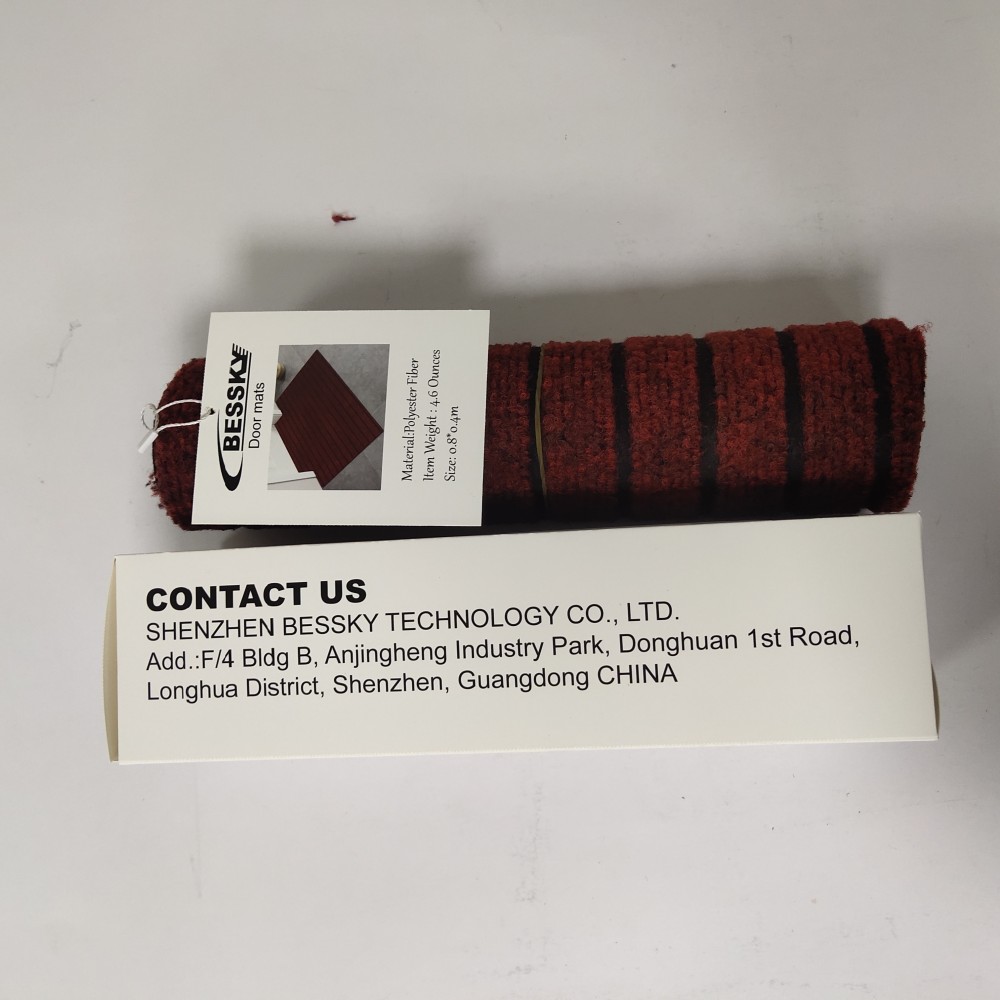 BESSKY
Door mats
Material:Polyester Fiber
Item Weight : 4.6 Ounces
Size: 0.8*0.4m
CONTACT US
SHENZHEN BESSKY TECHNOLOGY CO., LTD.
Add.:F/4 Bldg B, Anjingheng Industry Park, Donghuan 1st Road,
Longhua District, Shenzhen, Guangdong CHINA